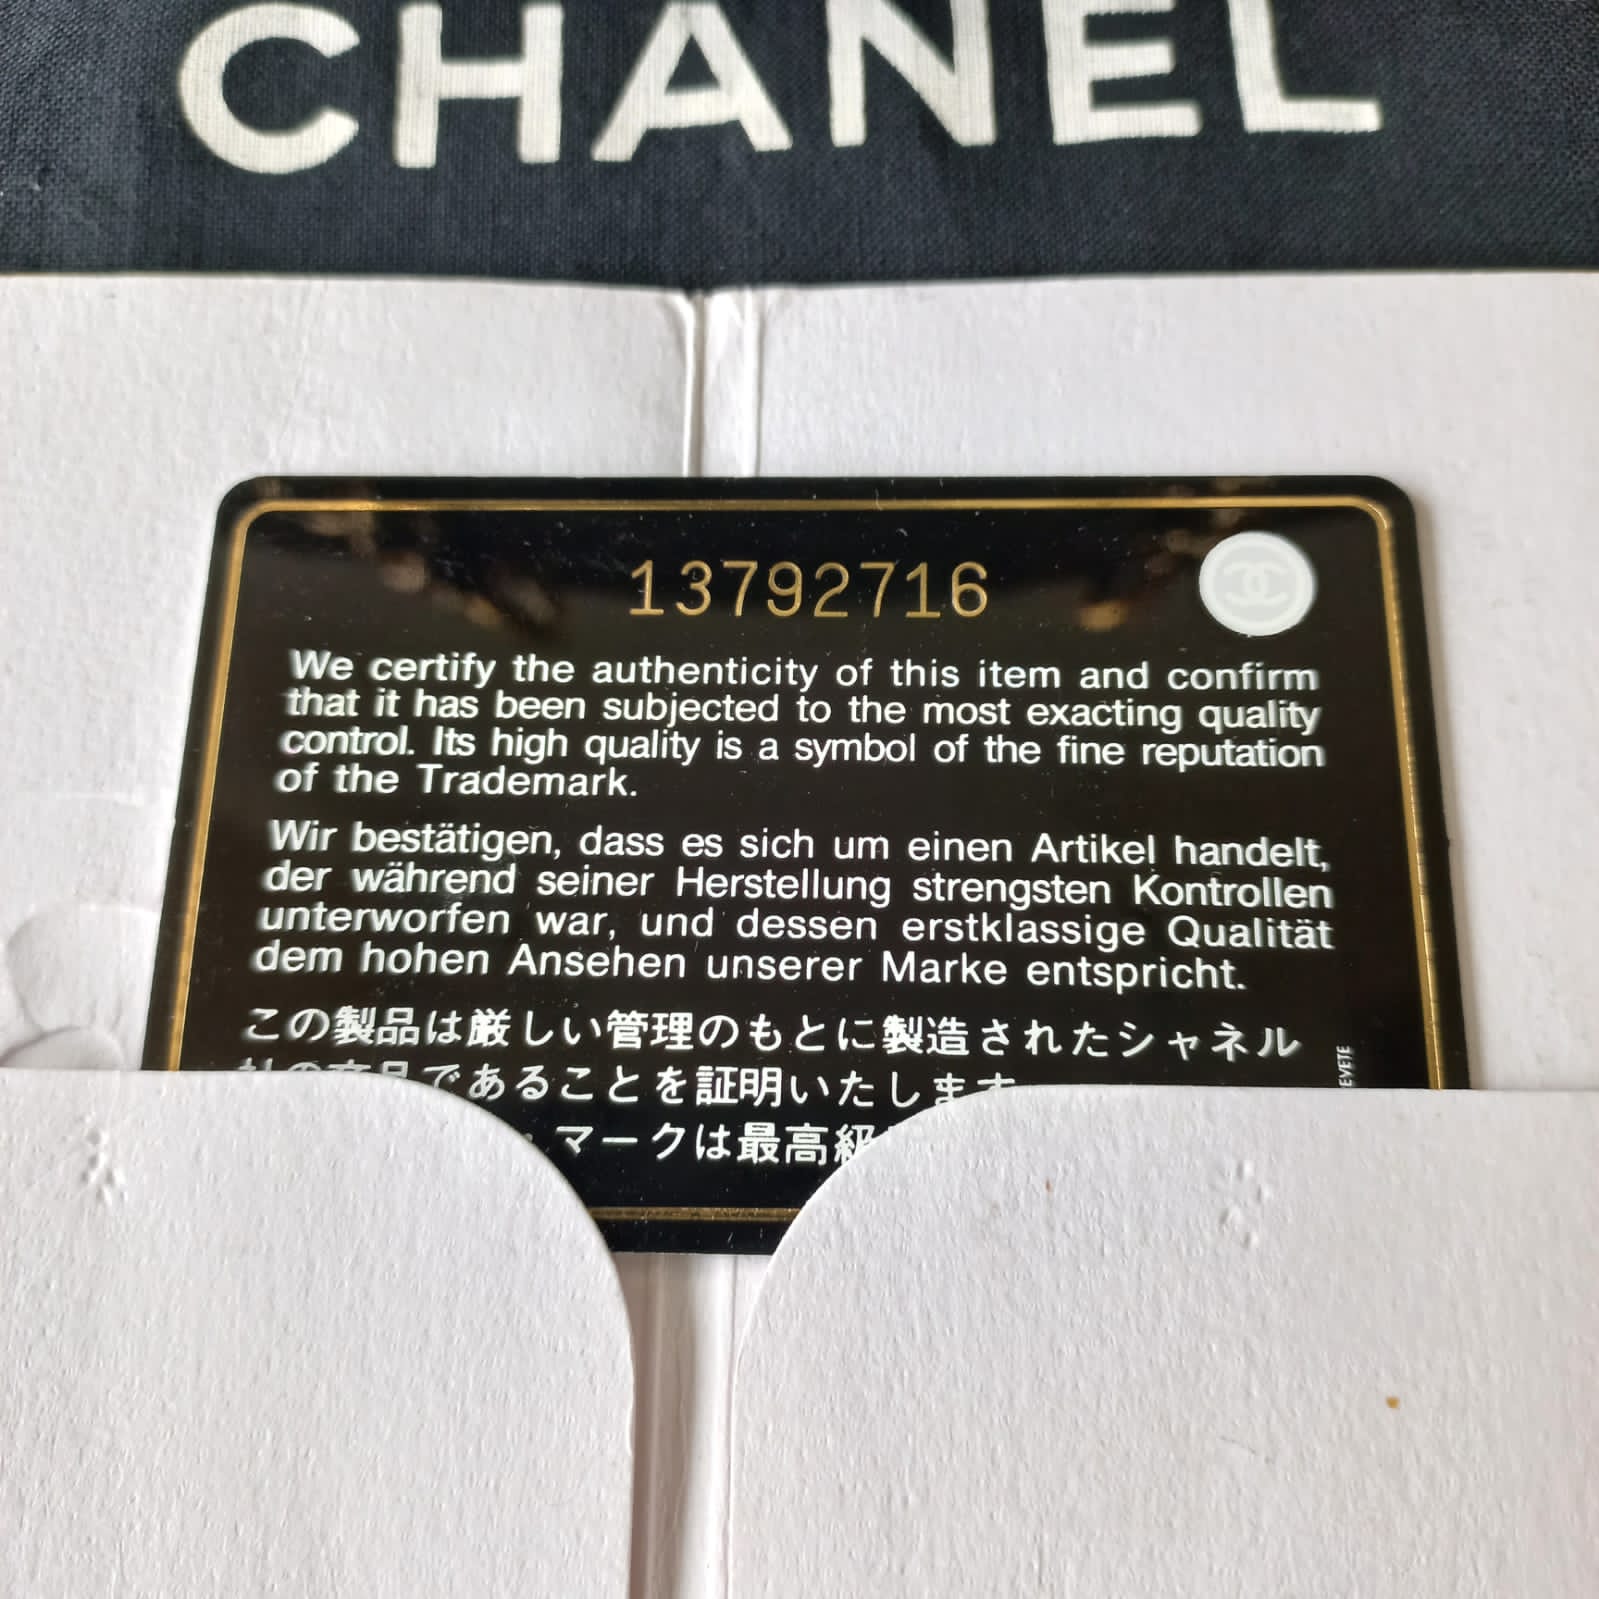 CHANEL
13792716
We certify the authenticity of this item and confirm
that it has been subjected to the most exacting quality
control. Its high quality is a symbol of the fine reputation
of the Trademark.
Wir bestätigen, dass es sich um einen Artikel handelt,
der während seiner Herstellung strengsten Kontrollen
unterworfen war, und dessen erstklassige Qualität
dem hohen Ansehen unserer Marke entspricht.
この製品は厳しい管理のもとに製造されたシャネル
社の商品であることを証明いたします
マークは最高級